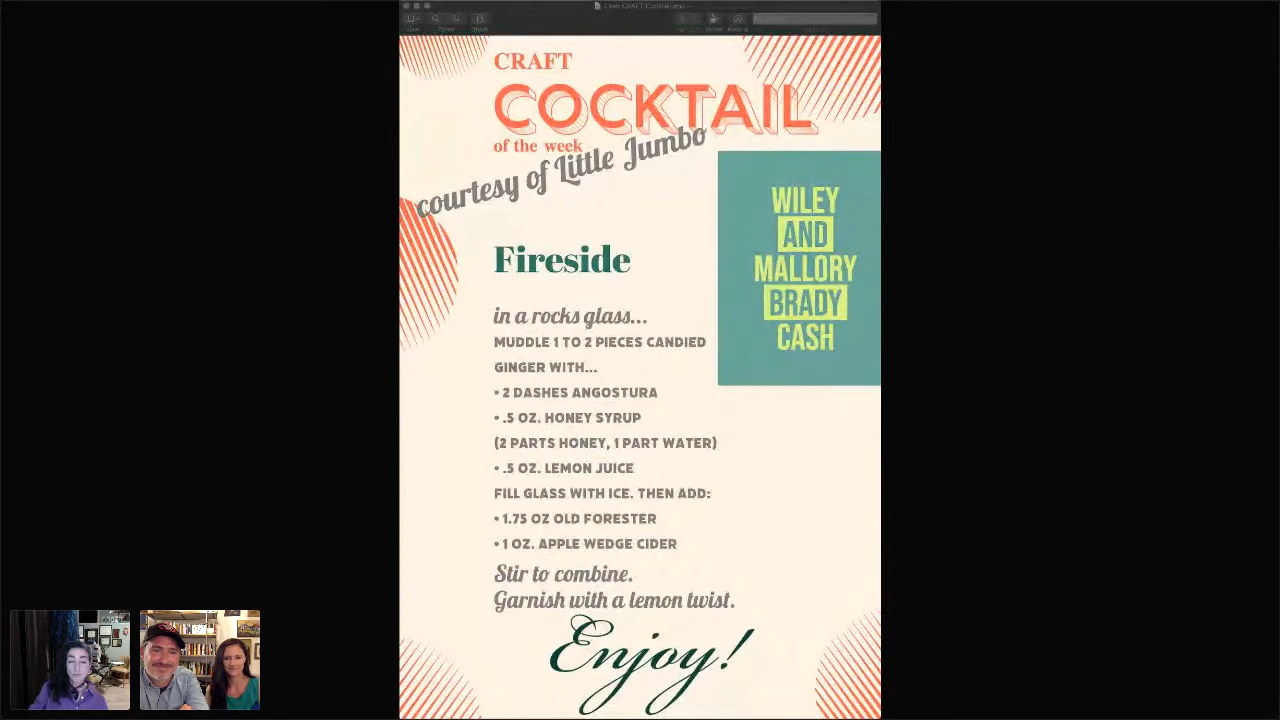 CRAFT
COCKTAIL
of the week
courtesy of Little Jumbo
WILEY
AND
MALLORY
BRADY
CASH
Fireside
in a rocks glass...
MUDDLE 1 TO 2 PIECES CANDIED
GINGER WITH...
• 2 DASHES ANGOSTURA
• .5 OZ. HONEY SYRUP
(2 PARTS HONEY, 1 PART WATER)
• .5 OZ. LEMON JUICE
FILL GLASS WITH ICE. THEN ADD:
• 1.75 OZ OLD FORESTER
• 1 OZ. APPLE WEDGE CIDER
Stir to combine.
Garnish with a lemon twist.
Enjoy!